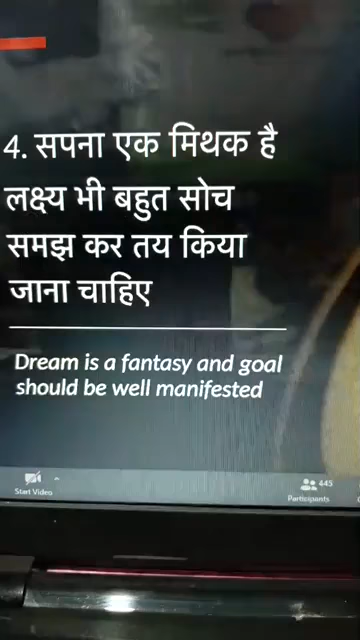 4. सपना एक मिथक है
लक्ष्य भी बहुत सोच
समझ कर तय किया
जाना चाहिए
Dream is a fantasy and goal
should be well manifested
Start Video
445
Participants